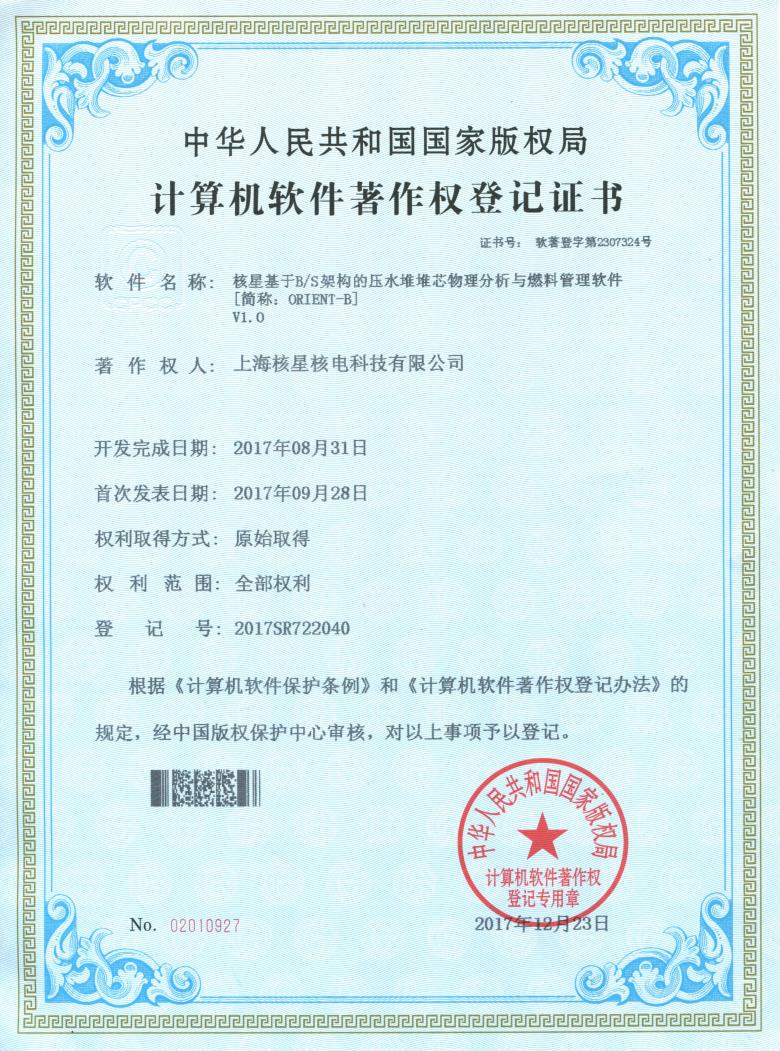 中华人民共和国国家版权局
计算机软件著作权登记证书
证书号： 软著登字第2307324号
软件名称： 核星基于B/S架构的压水堆堆芯物理分析与燃料管理软件
[简称：ORIENT-B]
V1.0
著作权人： 上海核星核电科技有限公司
开发完成日期： 2017年08月31日
首次发表日期： 2017年09月28日
权利取得方式： 原始取得
权利范围： 全部权利
登记号： 2017SR722040
根据《计算机软件保护条例》和《计算机软件著作权登记办法》的
规定，经中国版权保护中心审核，对以上事项予以登记。
中华人民共和国国家版权局
计算机软件著作权
登记专用章
No. 02010927
2017年12月23日